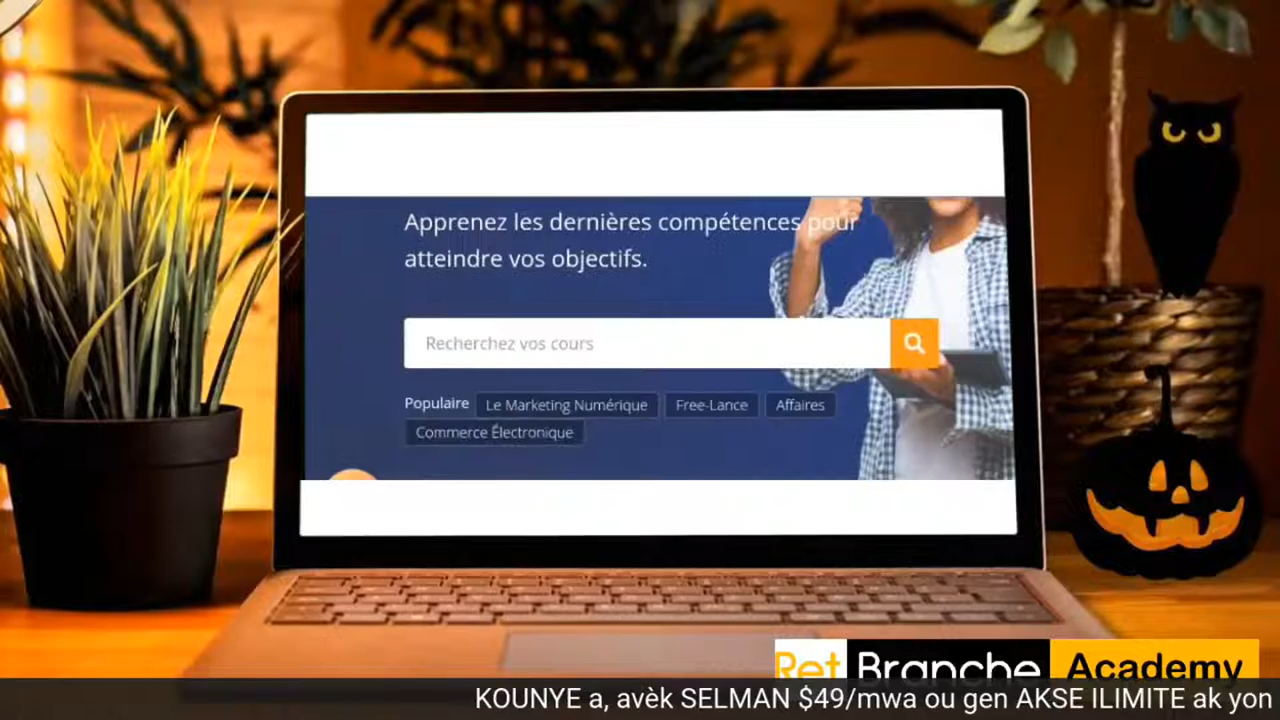 Apprenez les dernières compétences pour
atteindre vos objectifs.
Recherchez vos cours
Populaire Le Marketing Numérique Free-Lance Affaires
Commerce Électronique
Ret Branche Academy
KOUNYE a, avèk SELMAN $49/mwa ou gen AKSE ILIMITE ak yon